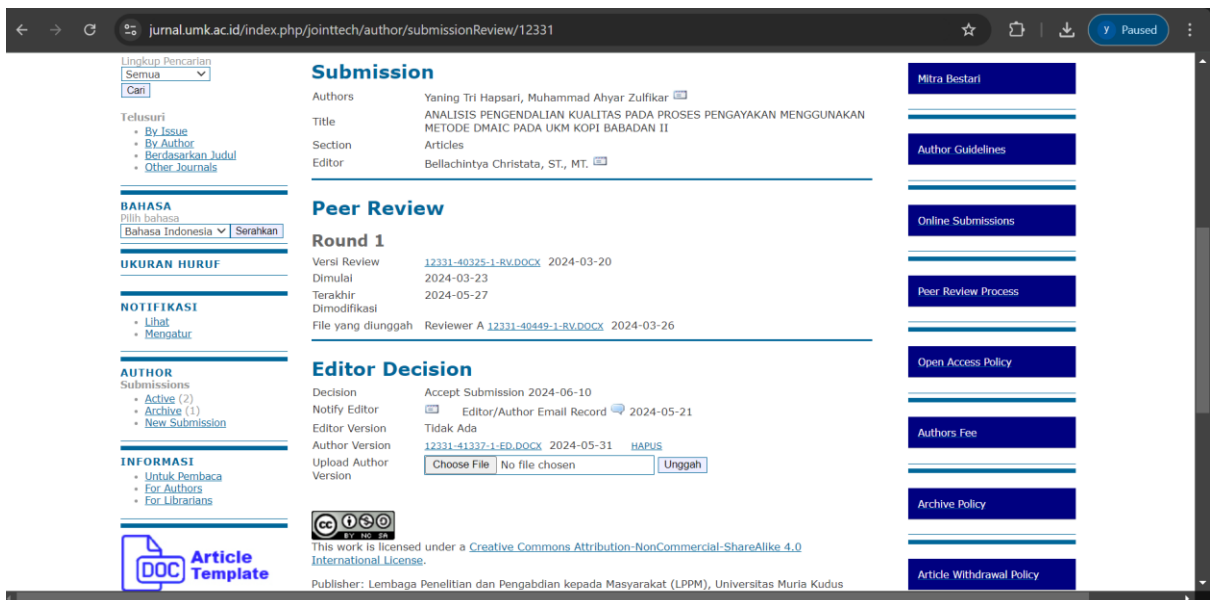 jurnal.umk.ac.id/index.php/jointtech/author/submissionReview/12331
y Paused
Lingkup Pencarian
Semua
Cari
Telusuri
By Issue
By Author
Berdasarkan Judul
Other Journals
BAHASA
Pilih bahasa
Bahasa Indonesia Serahkan
UKURAN HURUF
NOTIFIKASI
Lihat
Mengatur
AUTHOR
Submissions
Active (2)
Archive (1)
New Submission
INFORMASI
Untuk Pembaca
For Authors
For Librarians
DOC Article
Template
Submission
Authors Yaning Tri Hapsari, Muhammad Ahyar Zulfikar
Title ANALISIS PENGENDALIAN KUALITAS PADA PROSES PENGAYAKAN MENGGUNAKAN
METODE DMAIC PADA UKM KOPI BABADAN II
Section Articles
Editor Bellachintya Christata, ST., MT.
Peer Review
Round 1
Versi Review 12331-40325-1-RV.DOCX 2024-03-20
Dimulai 2024-03-23
Terakhir 2024-05-27
Dimodifikasi
File yang diunggah Reviewer A 12331-40449-1-RV.DOCX 2024-03-26
Editor Decision
Decision Accept Submission 2024-06-10
Notify Editor Editor/Author Email Record 2024-05-21
Editor Version Tidak Ada
Author Version 12331-41337-1-ED.DOCX 2024-05-31 HAPUS
Upload Author Choose File No file chosen Unggah
Version
cc
BY NC SA
This work is licensed under a Creative Commons Attribution-NonCommercial-ShareAlike 4.0
International License.
Publisher: Lembaga Penelitian dan Pengabdian kepada Masyarakat (LPPM), Universitas Muria Kudus
Mitra Bestari
Author Guidelines
Online Submissions
Peer Review Process
Open Access Policy
Authors Fee
Archive Policy
Article Withdrawal Policy